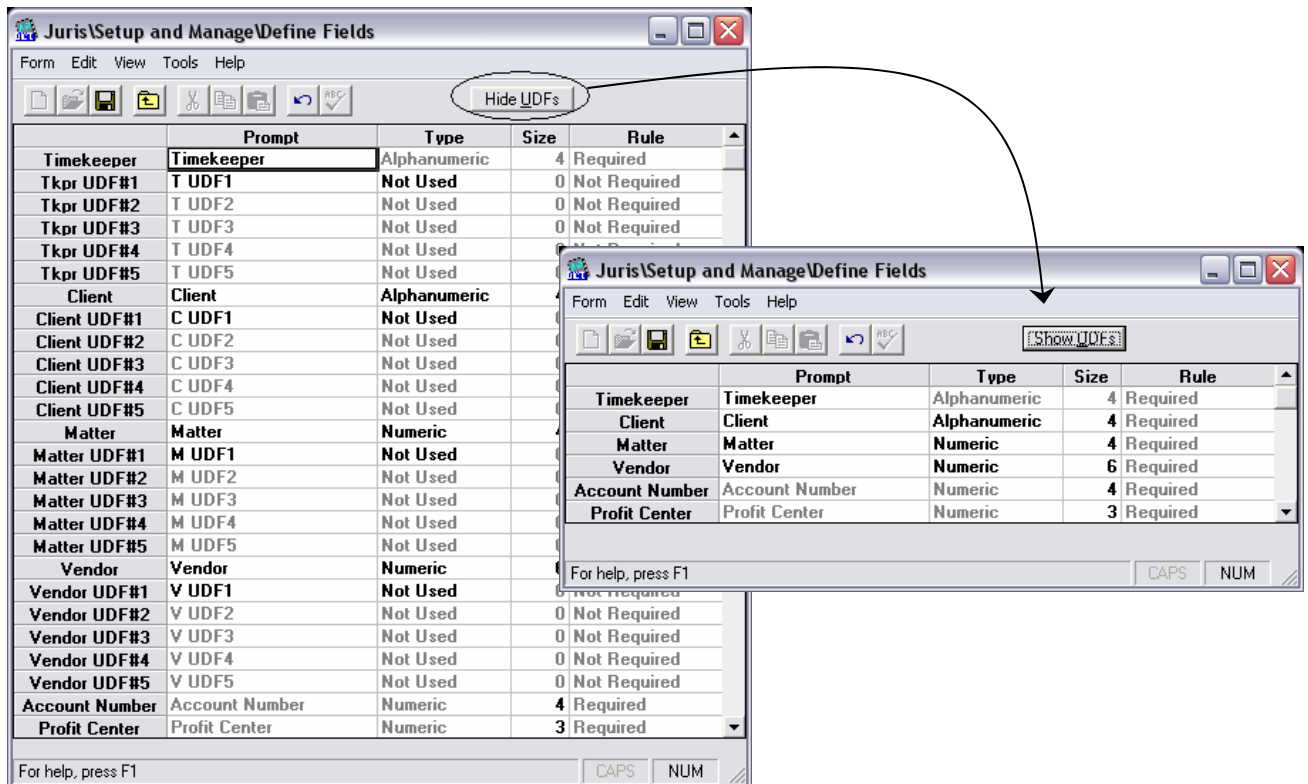 Juris\Setup and Manage\Define Fields
Form Edit View Tools Help
Hide UDFs
Prompt Type Size Rule
Timekeeper Timekeeper Alphanumeric 4 Required
Tkpr UDF#1 T UDF1 Not Used 0 Not Required
Tkpr UDF#2 T UDF2 Not Used 0 Not Required
Tkpr UDF#3 T UDF3 Not Used 0 Not Required
Tkpr UDF#4 T UDF4 Not Used
Tkpr UDF#5 T UDF5 Not Used
Client Client Alphanumeric
Client UDF#1 C UDF1 Not Used
Client UDF#2 C UDF2 Not Used
Client UDF#3 C UDF3 Not Used
Client UDF#4 C UDF4 Not Used
Client UDF#5 C UDF5 Not Used
Matter Matter Numeric
Matter UDF#1 M UDF1 Not Used
Matter UDF#2 M UDF2 Not Used
Matter UDF#3 M UDF3 Not Used
Matter UDF#4 M UDF4 Not Used
Matter UDF#5 M UDF5 Not Used
Vendor Vendor Numeric
Vendor UDF#1 V UDF1 Not Used
Vendor UDF#2 V UDF2 Not Used 0 Not Required
Vendor UDF#3 V UDF3 Not Used 0 Not Required
Vendor UDF#4 V UDF4 Not Used 0 Not Required
Vendor UDF#5 V UDF5 Not Used 0 Not Required
Account Number Account Number Numeric 4 Required
Profit Center Profit Center Numeric 3 Required
For help, press F1 CAPS NUM
Juris\Setup and Manage\Define Fields
Form Edit View Tools Help
Show UDFs
Prompt Type Size Rule
Timekeeper Timekeeper Alphanumeric 4 Required
Client Client Alphanumeric 4 Required
Matter Matter Numeric 4 Required
Vendor Vendor Numeric 6 Required
Account Number Account Number Numeric 4 Required
Profit Center Profit Center Numeric 3 Required
For help, press F1 CAPS NUM